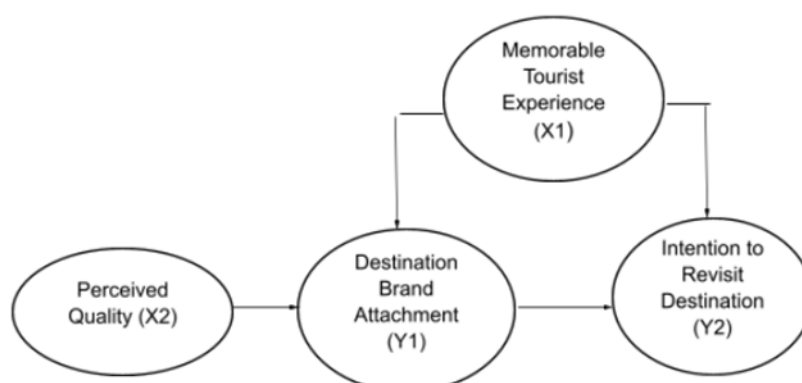 Memorable
Tourist
Experience
(X1)
Perceived
Quality (X2)
Destination
Brand
Attachment
(Y1)
Intention to
Revisit
Destination
(Y2)